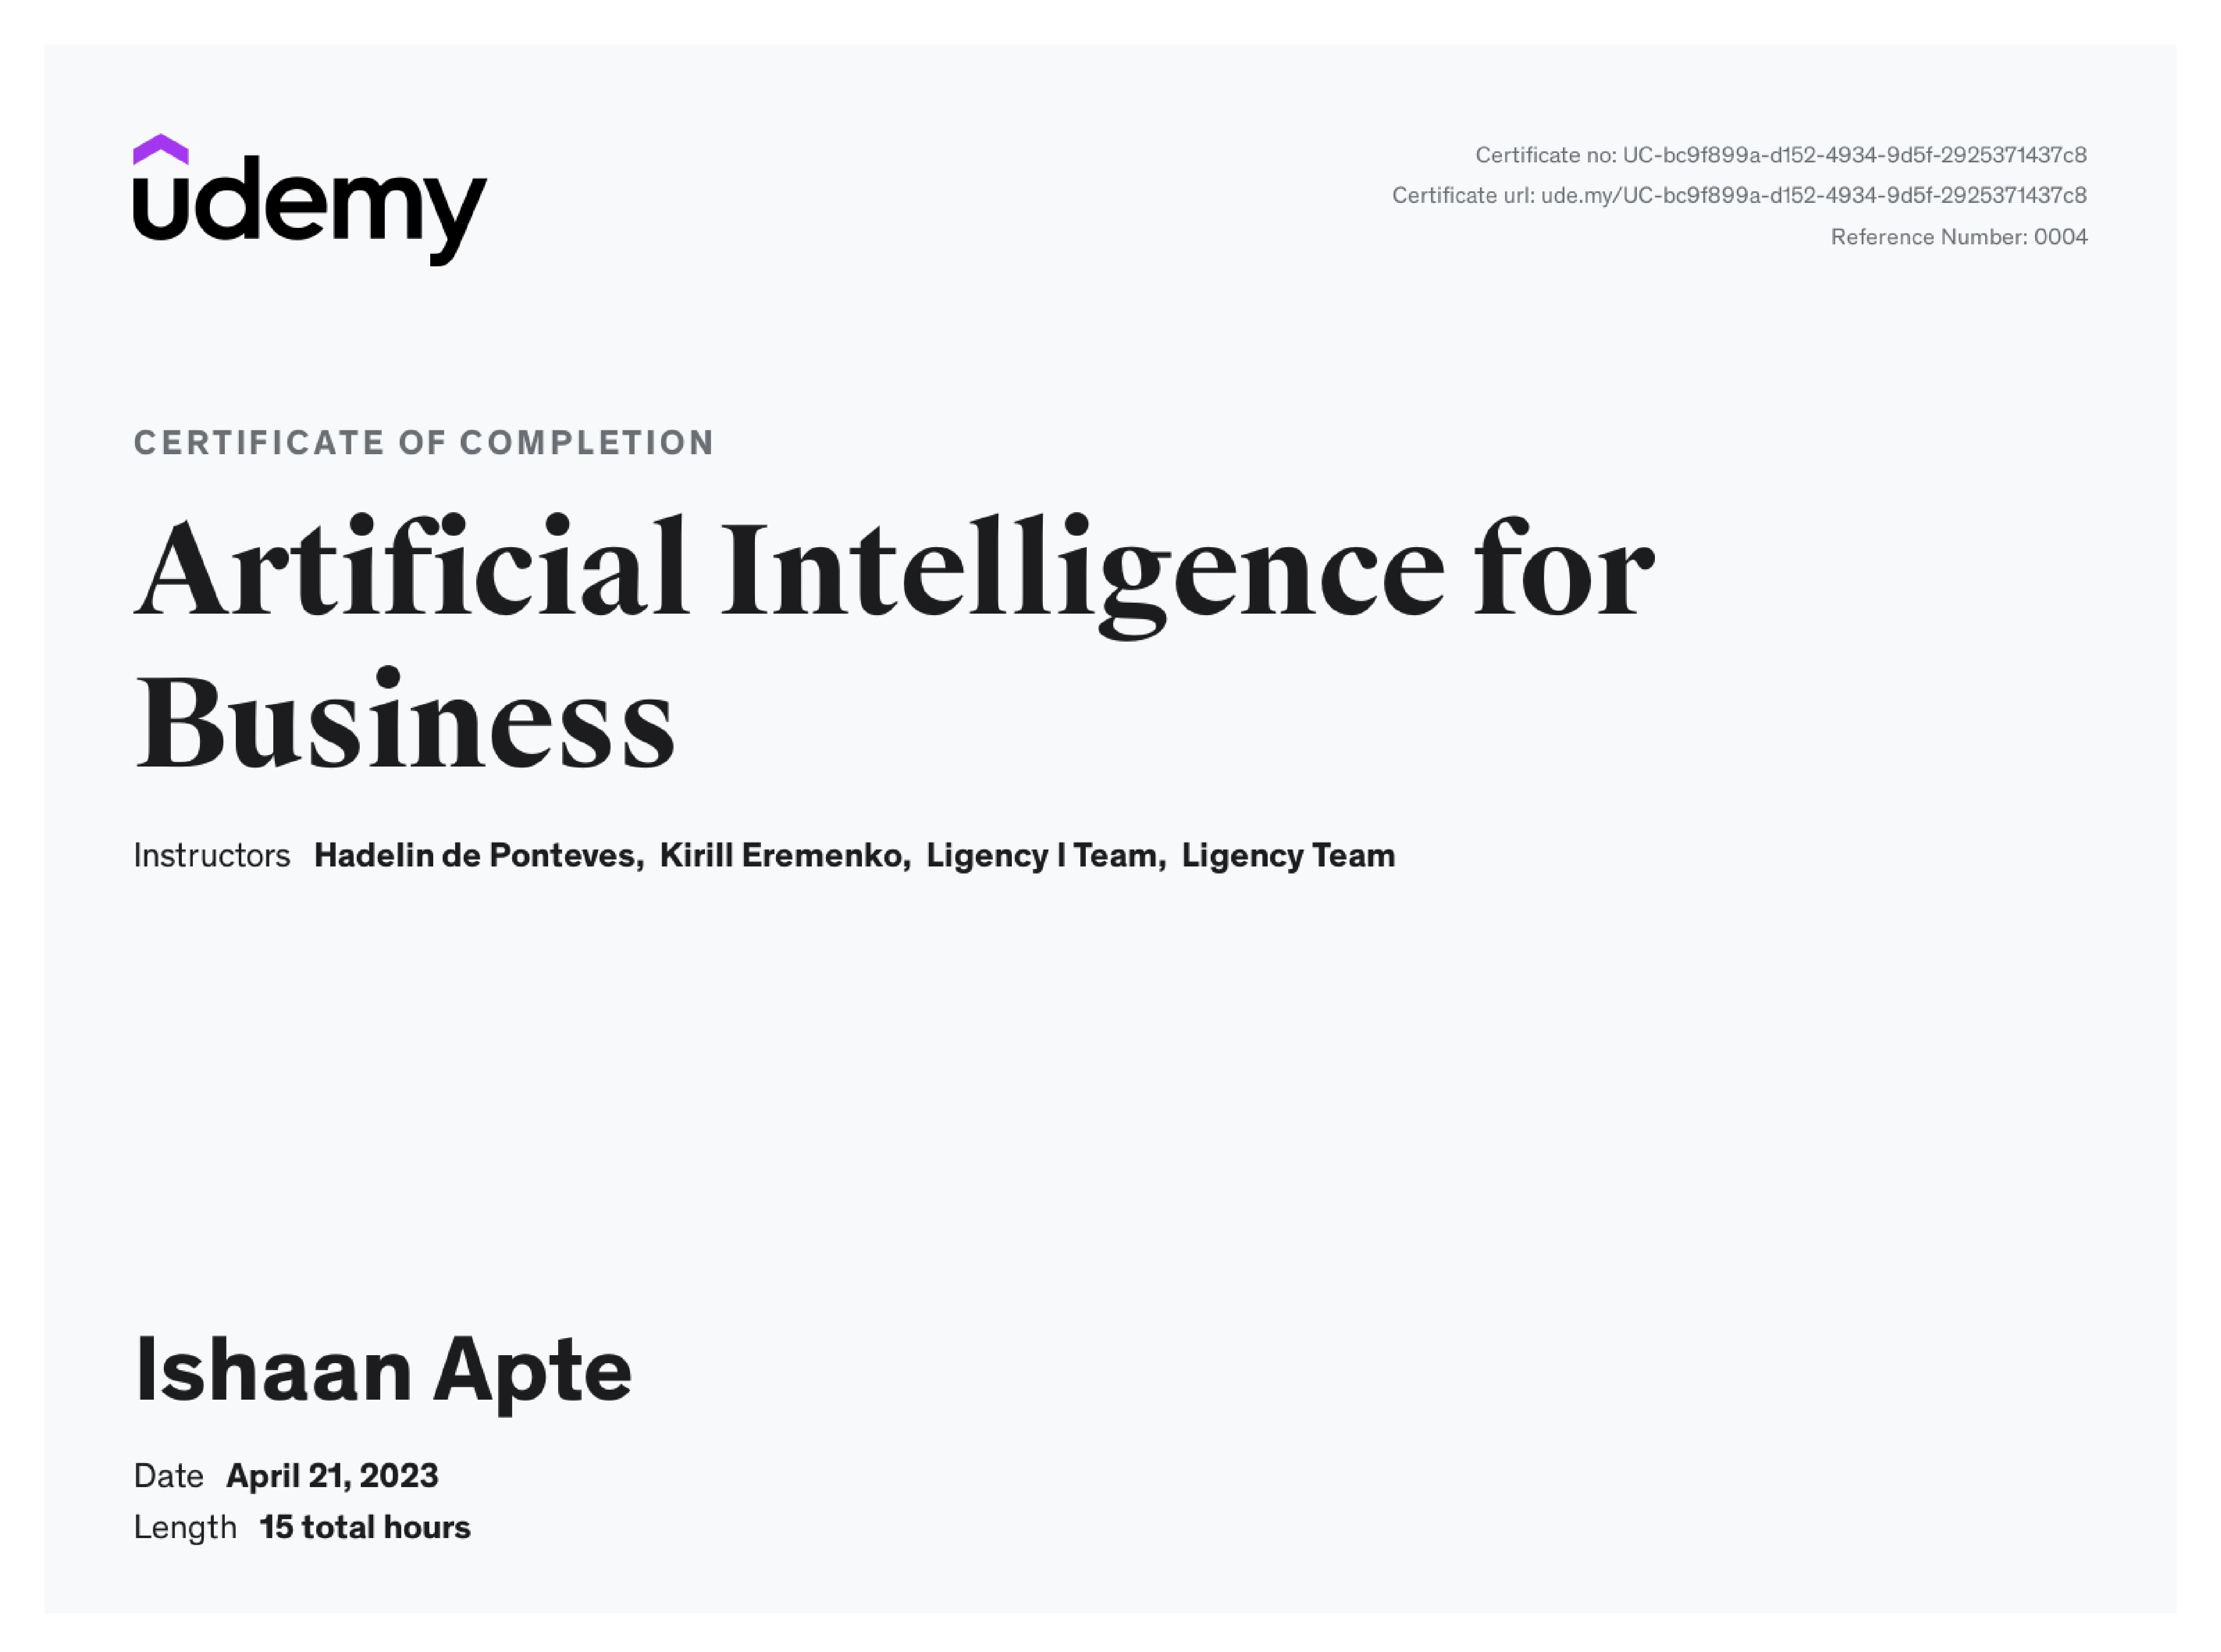 udemy
Certificate no: UC-bc9f899a-d152-4934-9d5f-2925371437c8
Certificate url: ude.my/UC-bc9f899a-d152-4934-9d5f-2925371437c8
Reference Number: 0004
CERTIFICATE OF COMPLETION
Artificial Intelligence for
Business
Instructors Hadelin de Ponteves, Kirill Eremenko, Ligency I Team, Ligency Team
Ishaan Apte
Date April 21, 2023
Length 15 total hours